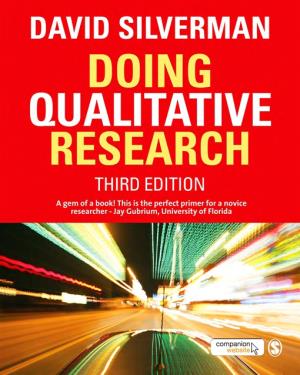 DAVID SILVERMAN
DOING
QUALITATIVE
RESEARCH
THIRD EDITION
A gem of a book! This is the perfect primer for a novice
researcher - Jay Gubrium, University of Florida
companion
website
S